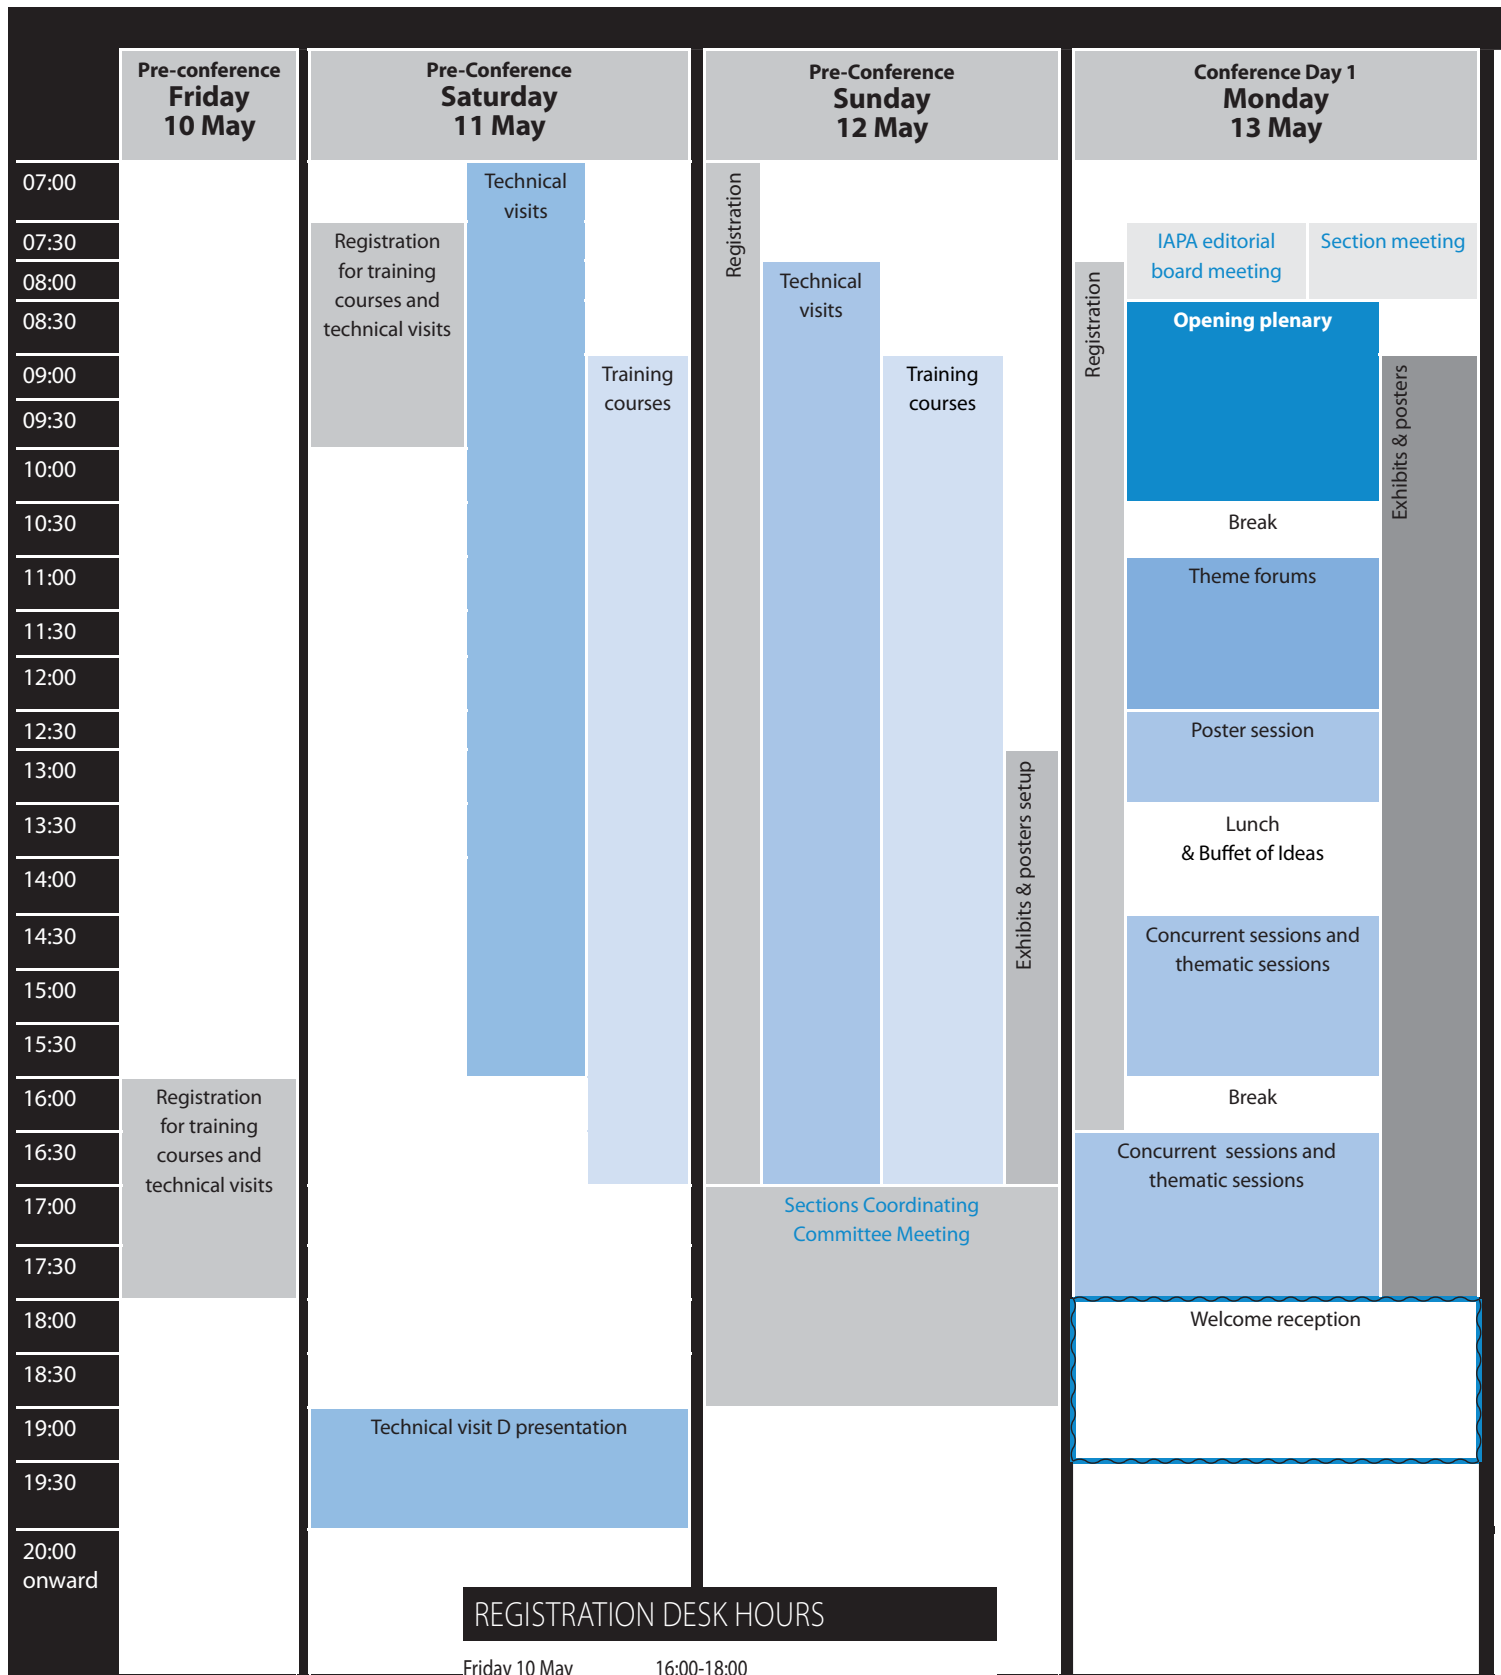 Pre-conference
Friday
10 May
Pre-Conference
Saturday
11 May
Pre-Conference
Sunday
12 May
Conference Day 1
Monday
13 May
07:00
07:30
08:00
08:30
09:00
09:30
10:00
10:30
11:00
11:30
12:00
12:30
13:00
13:30
14:00
14:30
15:00
15:30
16:00
16:30
17:00
17:30
18:00
18:30
19:00
19:30
20:00
onward
Registration
for training
courses and
technical visits
Registration
for training
courses and
technical visits
Technical
visits
Training
courses
Technical visit D presentation
Registration
Technical
visits
Training
courses
Exhibits & posters setup
Sections Coordinating
Committee Meeting
Registration
IAPA editorial
board meeting
Section meeting
Opening plenary
Break
Theme forums
Poster session
Lunch
& Buffet of Ideas
Concurrent sessions and
thematic sessions
Break
Concurrent sessions and
thematic sessions
Exhibits & posters
Welcome reception
REGISTRATION DESK HOURS
Friday 10 May 16:00-18:00